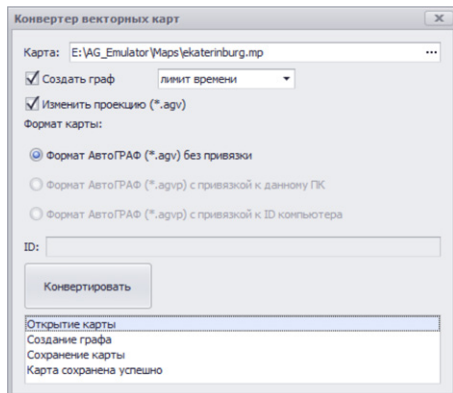 Конвертер векторных карт
Карта: E:\AG_Emulator\Maps\ekaterinburg.mp ...
Создать граф лимит времени
Изменить проекцию (*.agv)
Формат карты:
Формат АвтоГРАФ (*.agv) без привязки
Формат АвтоГРАФ (*.agvp) с привязкой к данному ПК
Формат АвтоГРАФ (*.agvp) с привязкой к ID компьютера
ID:
Конвертировать
Открытие карты
Создание графа
Сохранение карты
Карта сохранена успешно